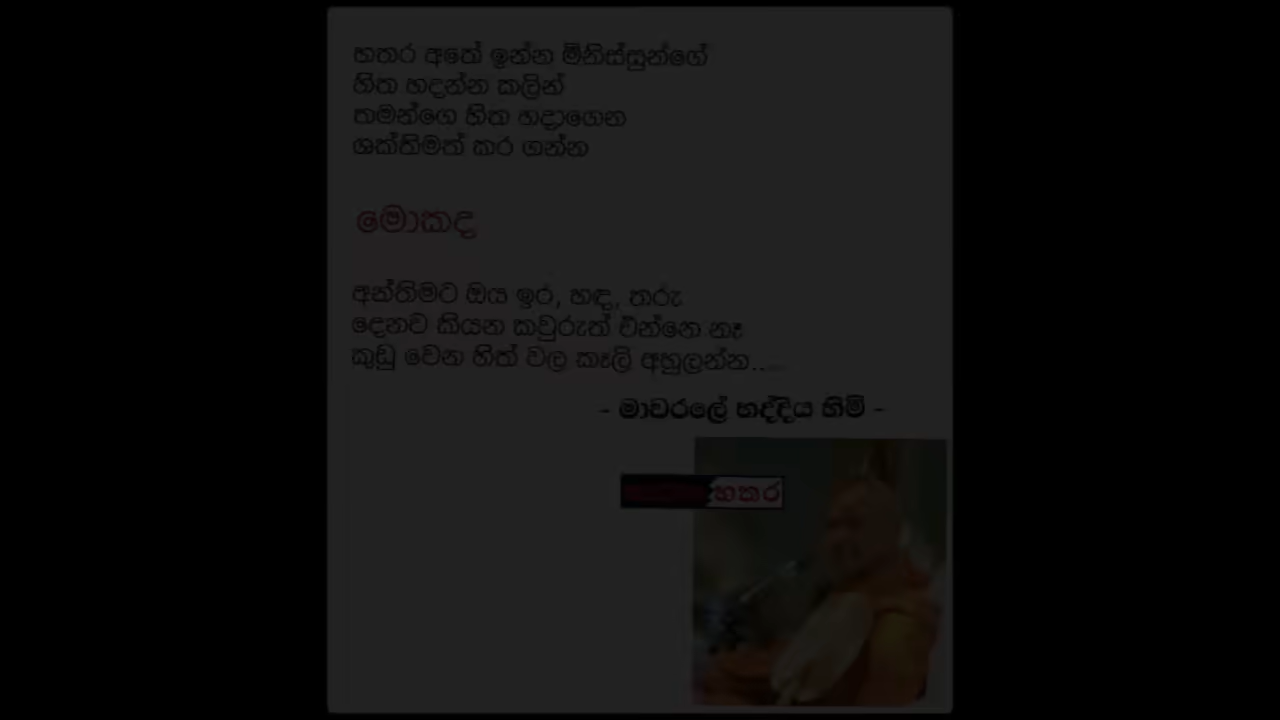 හතර අතේ ඉන්න මිනිස්සුන්ගේ
හිත හදන්න කලින්
තමන්ගෙ හිත හදාගෙන
ශක්තිමත් කර ගන්න
මොකද
අන්තිමට ඔය ඉර, හඳ, තරු
දෙනව කියන කවුරුත් එන්නෙ නෑ
කුඩු වෙන හිත් වල කෑලි අහුලන්න.....
- මාවරලේ භද්දිය හිමි -
හකර